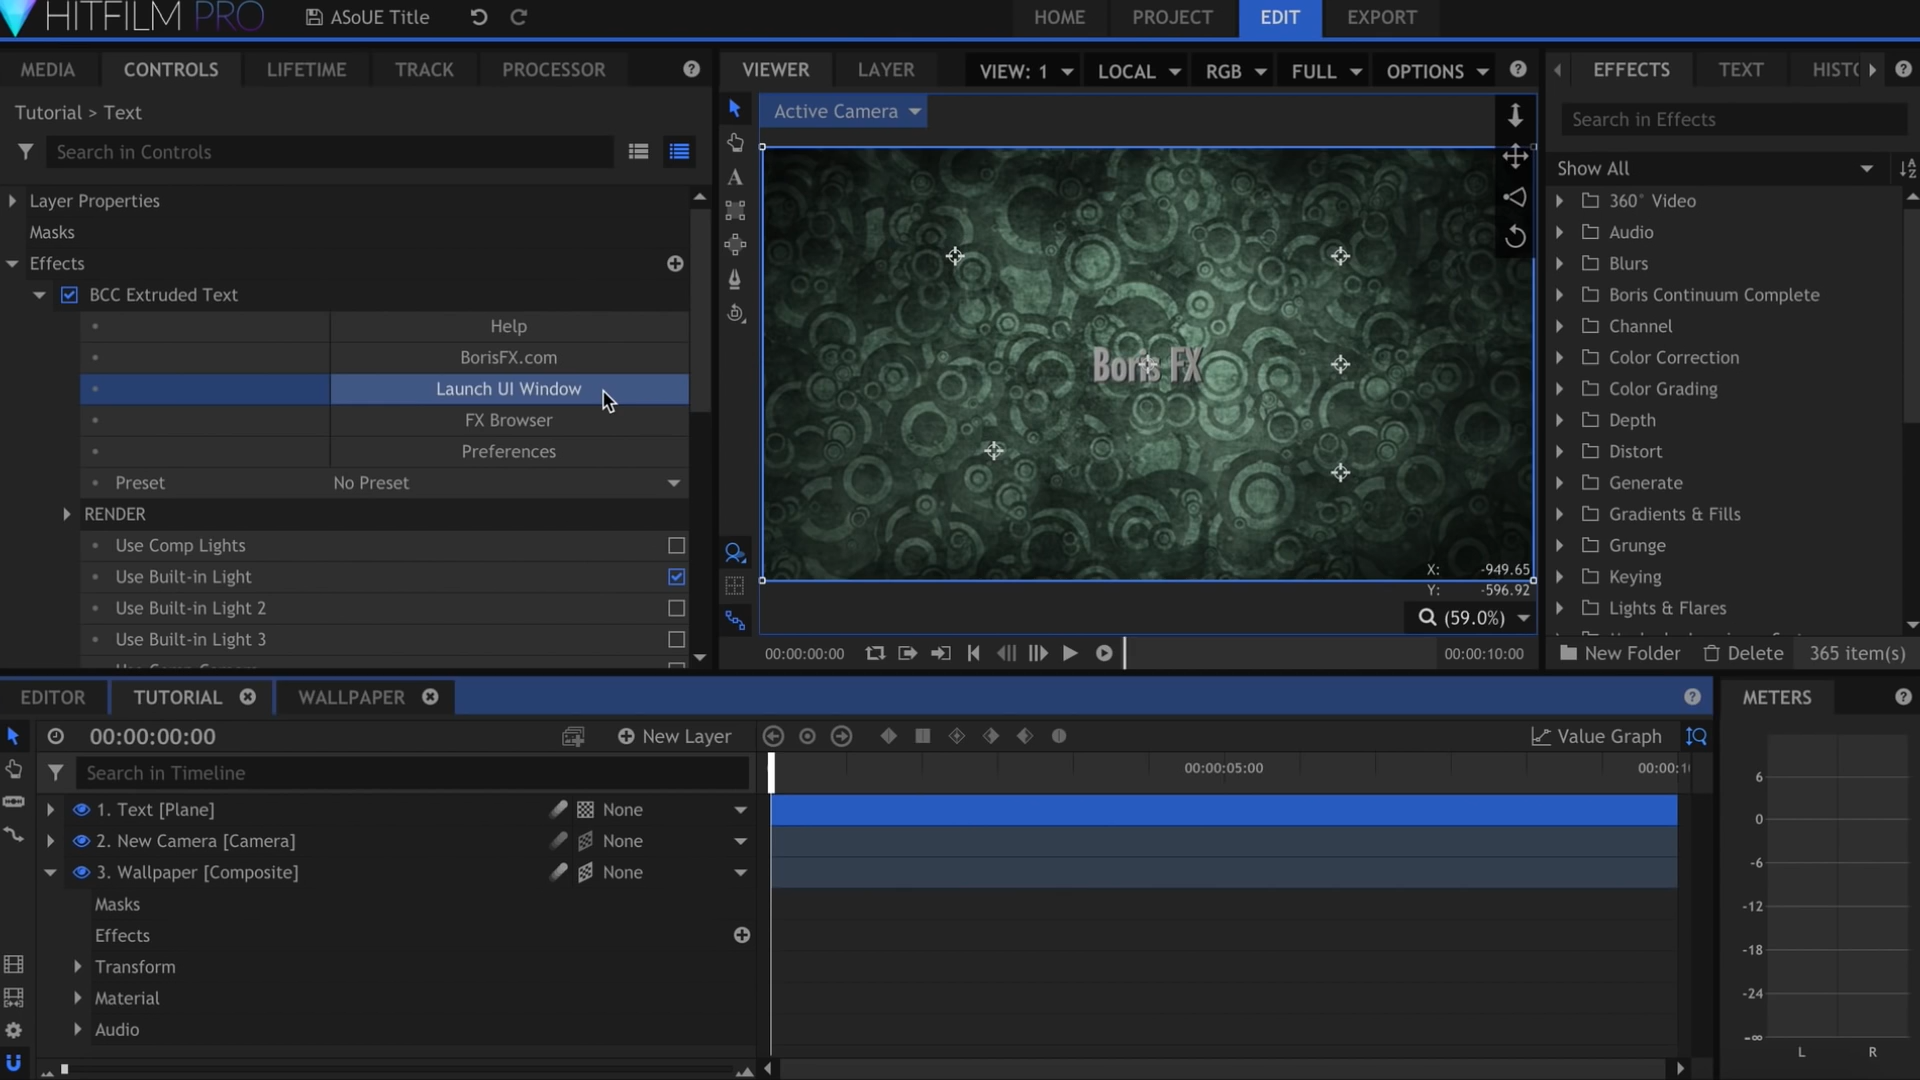 HITFILM PRO
ASoUE Title
HOME
PROJECT
EDIT
EXPORT
MEDIA
CONTROLS
LIFETIME
TRACK
PROCESSOR
?
Tutorial > Text
Search in Controls
Layer Properties
Masks
Effects
BCC Extruded Text
Help
BorisFX.com
Launch UI Window
FX Browser
Preferences
Preset
No Preset
RENDER
Use Comp Lights
Use Built-in Light
Use Built-in Light 2
Use Built-in Light 3
VIEWER
LAYER
VIEW: 1
LOCAL
RGB
FULL
OPTIONS
?
Active Camera
A
Boris FX
X: -949.65
Y: -596.92
(59.0%)
00:00:00:00
00:00:10:00
EFFECTS
TEXT
?
Search in Effects
Show All
A
Z
360° Video
Audio
Blurs
Boris Continuum Complete
Channel
Color Correction
Color Grading
Depth
Distort
Generate
Gradients & Fills
Grunge
Keying
Lights & Flares
New Folder
Delete
365 item(s)
EDITOR
TUTORIAL
WALLPAPER
?
00:00:00:00
New Layer
Value Graph
Search in Timeline
00:00:05:00
1. Text [Plane]
None
2. New Camera [Camera]
None
3. Wallpaper [Composite]
None
Masks
Effects
Transform
Material
Audio
METERS
?
6
0
-6
-12
-18
-24
-∞
L
R